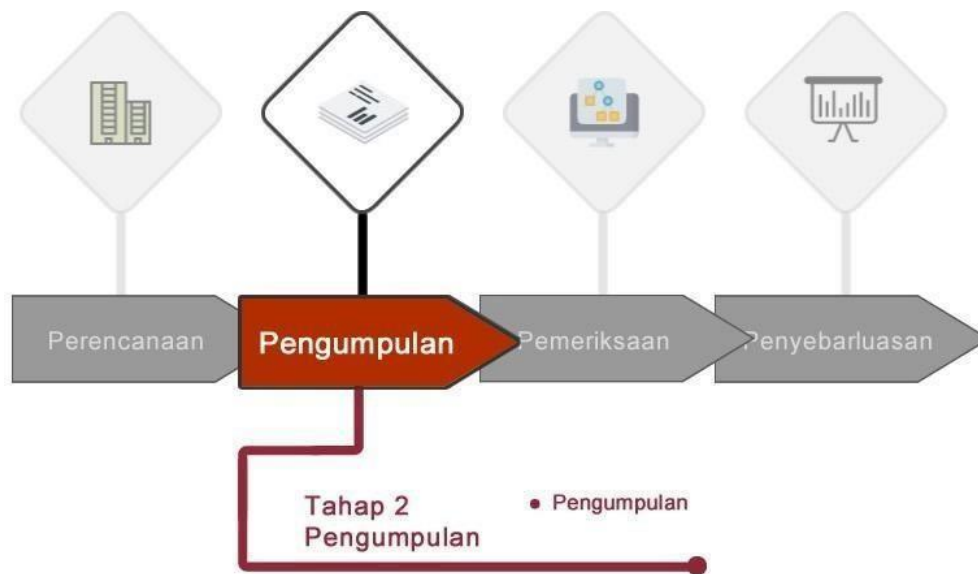 Perencanaan
Pengumpulan
Pemeriksaan
Penyebarluasan
Tahap 2
Pengumpulan
Pengumpulan